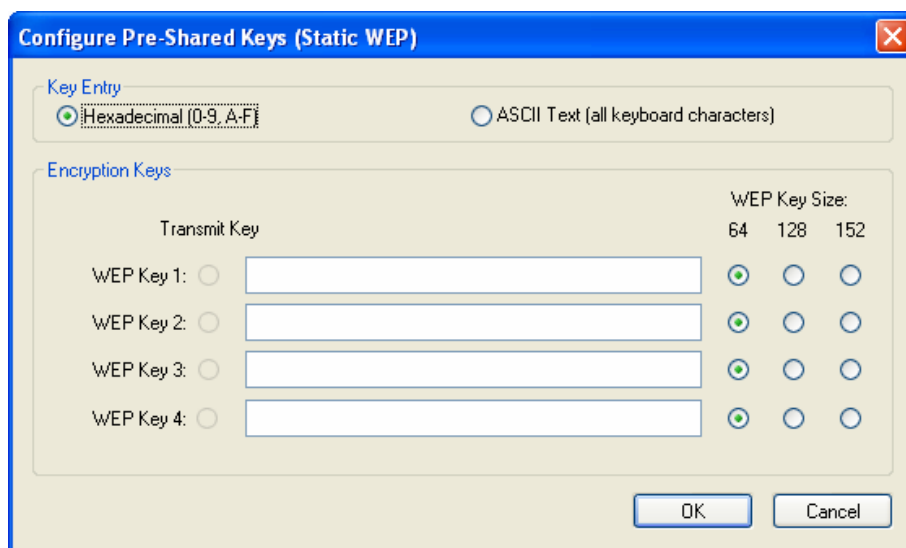 Configure Pre-Shared Keys (Static WEP)
Key Entry
Hexadecimal (0-9, A-F)
ASCII Text (all keyboard characters)
Encryption Keys
WEP Key Size:
Transmit Key
64 128 152
WEP Key 1:
WEP Key 2:
WEP Key 3:
WEP Key 4:
OK
Cancel